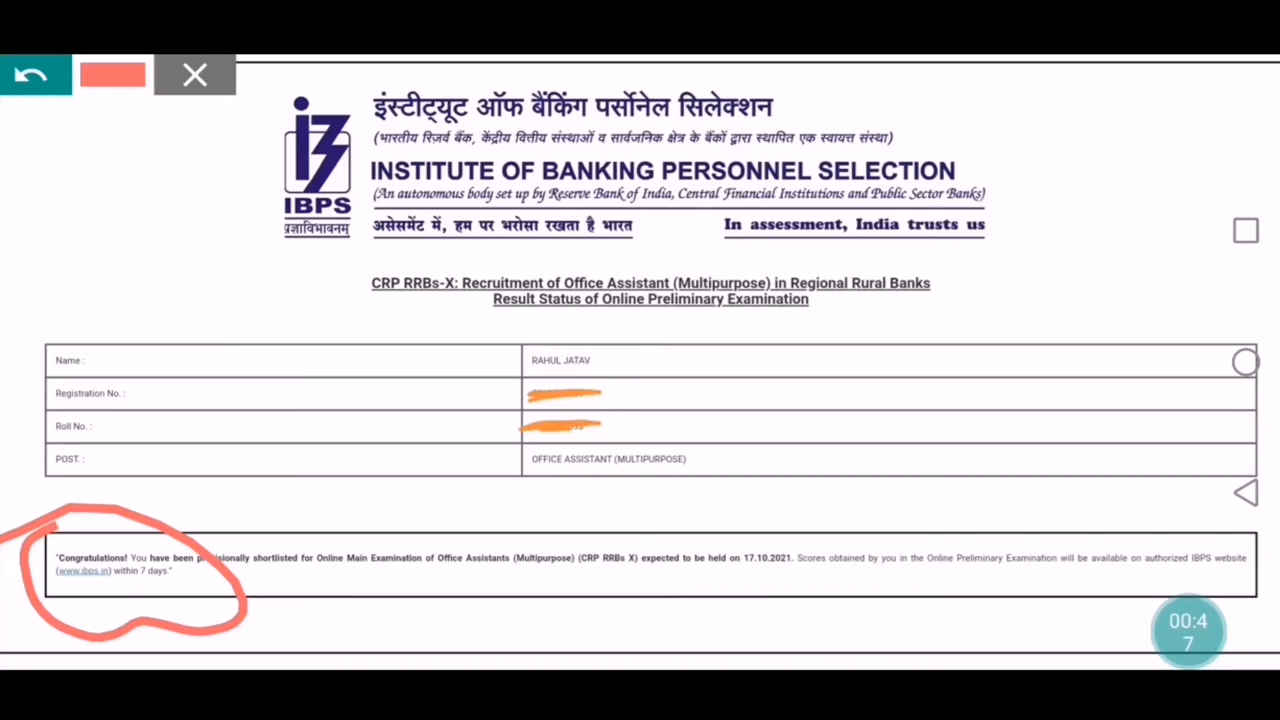 इंस्टीट्यूट ऑफ बैंकिंग पर्सोनेल सिलेक्शन
(भारतीय रिज़र्व बैंक, केंद्रीय वित्तीय संस्थाओं व सार्वजनिक क्षेत्र के बैंकों द्वारा स्थापित एक स्वायत्त संस्था)
INSTITUTE OF BANKING PERSONNEL SELECTION
(An autonomous body set up by Reserve Bank of India, Central Financial Institutions and Public Sector Banks)
IBPS
प्रज्ञाविभावनम्
असेसमेंट में, हम पर भरोसा रखता है भारत In assessment, India trusts us
CRP RRBs-X: Recruitment of Office Assistant (Multipurpose) in Regional Rural Banks
Result Status of Online Preliminary Examination
Name : RAHUL JATAV
Registration No. :
Roll No. :
POST. : OFFICE ASSISTANT (MULTIPURPOSE)
"Congratulations! You have been provisionally shortlisted for Online Main Examination of Office Assistants (Multipurpose) (CRP RRBs X) expected to be held on 17.10.2021. Scores obtained by you in the Online Preliminary Examination will be available on authorized IBPS website
(www.ibps.in) within 7 days."
00:4
7